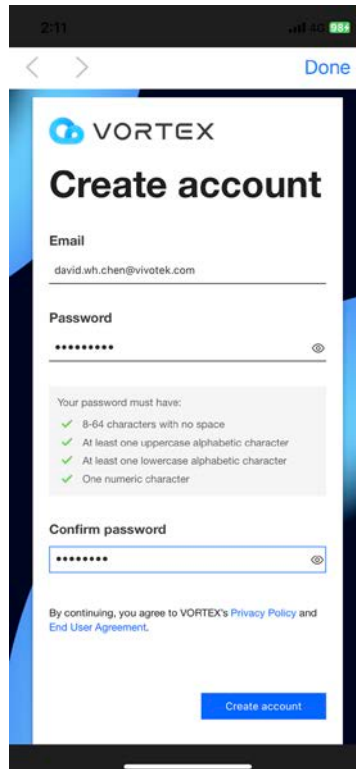 2:11
4G 98+
Done
VORTEX
Create account
Email
david.wh.chen@vivotek.com
Password
•••••••••
Your password must have:
8-64 characters with no space
At least one uppercase alphabetic character
At least one lowercase alphabetic character
One numeric character
Confirm password
••••••••
By continuing, you agree to VORTEX's Privacy Policy and
End User Agreement.
Create account